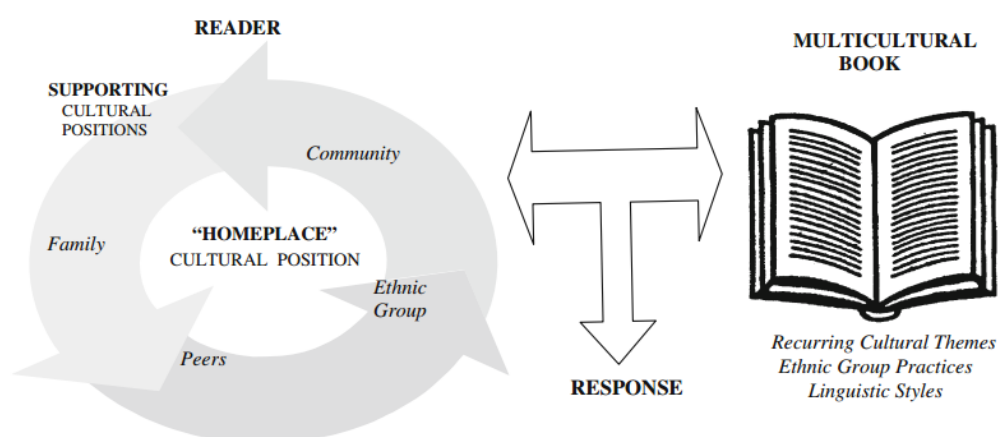 READER
SUPPORTING
CULTURAL
POSITIONS
Community
Family
“HOMEPLACE”
CULTURAL POSITION
Ethnic
Group
Peers
RESPONSE
MULTICULTURAL
BOOK
Recurring Cultural Themes
Ethnic Group Practices
Linguistic Styles